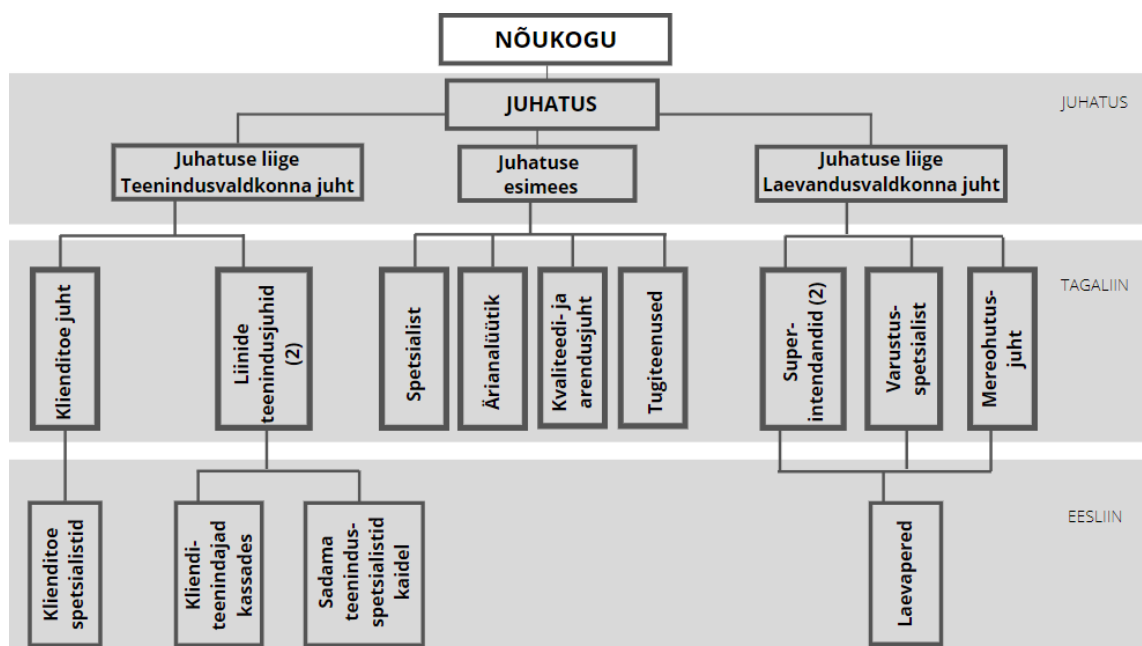 NÕUKOGU
JUHATUS
JUHATUS
Juhatuse liige
Teenindusvaldkonna juht
Juhatuse
esimees
Juhatuse liige
Laevandusvaldkonna juht
TAGALIIN
Klienditoe juht
Liinide
teenindusjuhid
(2)
Spetsialist
Ärianalüütik
Kvaliteedi- ja
arendusjuht
Tugiteenused
Super-
intendandid (2)
Varustus-
spetsialist
Mereohutus-
juht
EESLIIN
Klienditoe
spetsialistid
Kliendi-
teenindajad
kassades
Sadama
teenindus-
spetsialistid
kaidel
Laevapered